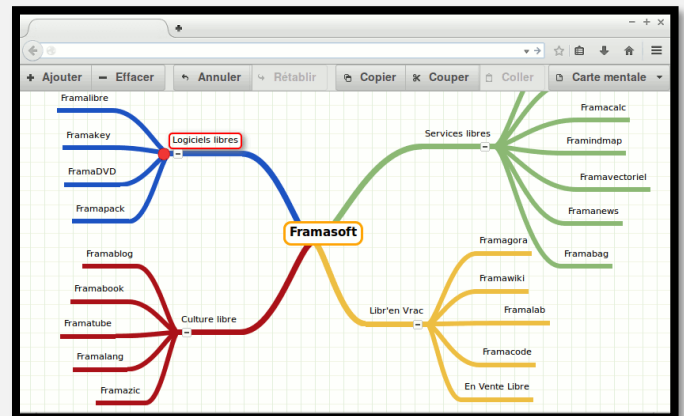 Ajouter Effacer Annuler Rétablir Copier Couper Coller Carte mentale
Framalibre
Framakey
FramaDVD
Framapack
Logiciels libres
Services libres
Framacalc
Framindmap
Framavectoriel
Framanews
Framabag
Framasoft
Framablog
Framabook
Framatube
Framalang
Framazic
Culture libre
Libr'en Vrac
Framagora
Framawiki
Framalab
Framacode
En Vente Libre